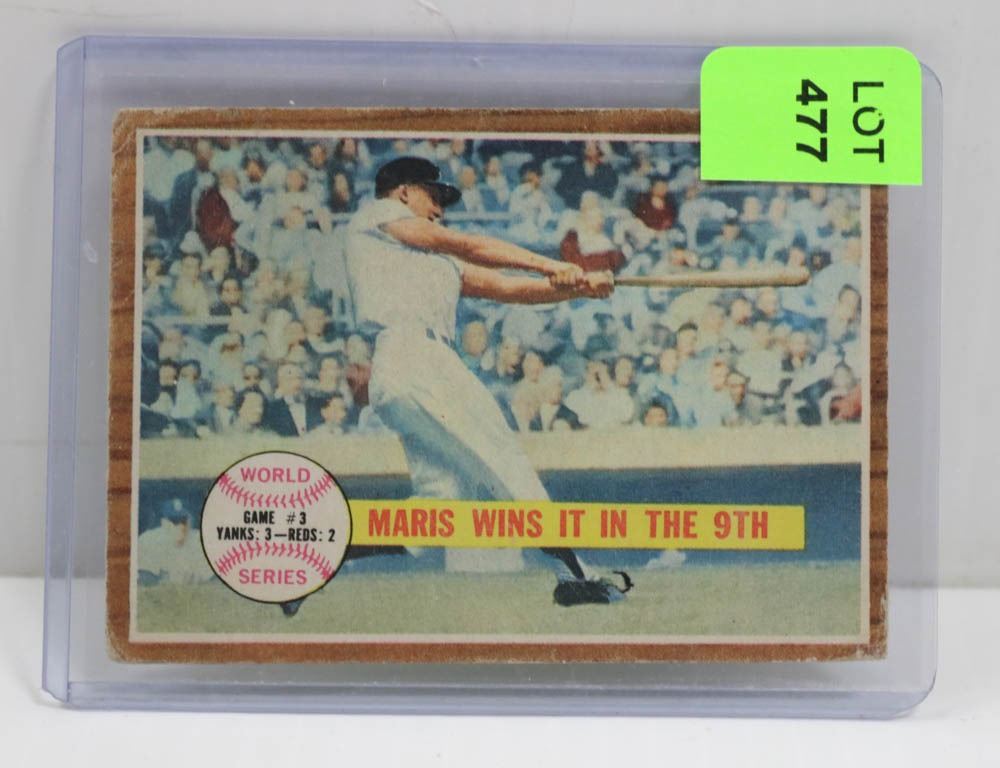 LOT
477
WORLD
GAME #3
YANKS: 3—REDS: 2
SERIES
MARIS WINS IT IN THE 9TH